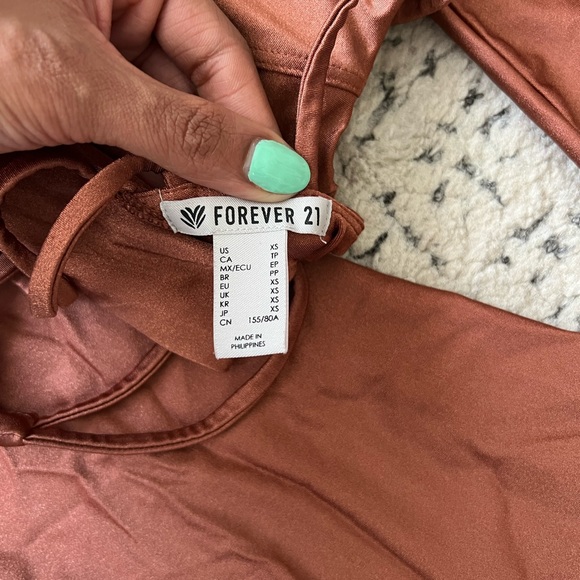 FOREVER 21
US XS
CA TP
MX/ECU EP
BR PP
EU XS
UK XS
KR XS
JP XS
CN 155/80A
MADE IN
PHILIPPINES